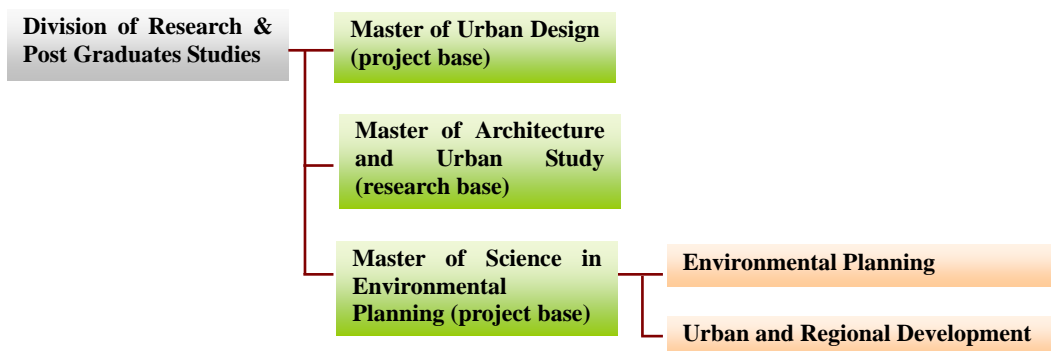 Division of Research &
Post Graduates Studies
Master of Urban Design
(project base)
Master of Architecture
and Urban Study
(research base)
Master of Science in
Environmental
Planning (project base)
Environmental Planning
Urban and Regional Development